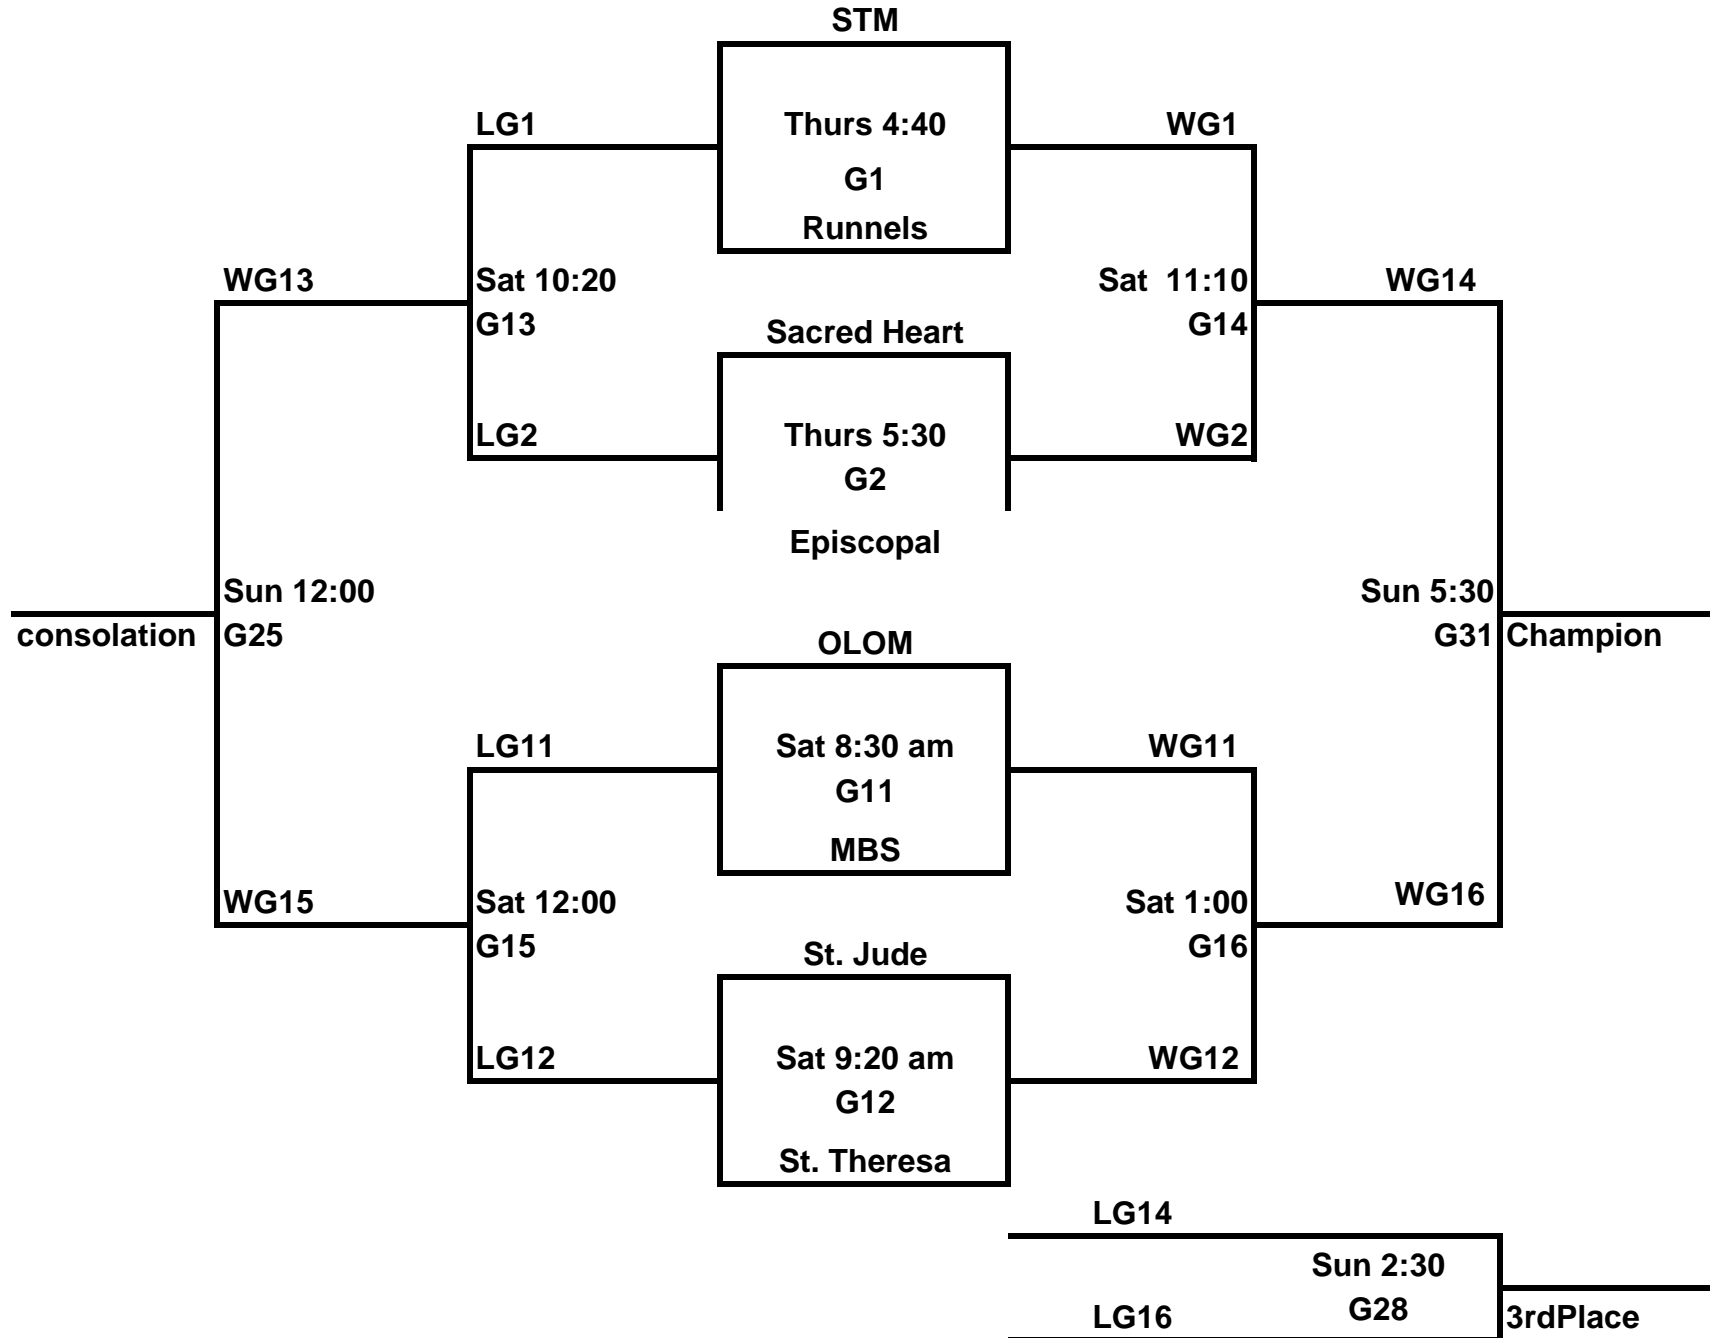 STM
LG1
Thurs 4:40
WG1
G1
Runnels
WG13
Sat 10:20
Sat  11:10
WG14
G13
G14
Sacred Heart
LG2
Thurs 5:30
WG2
G2
Episcopal
Sun 12:00
Sun 5:30
consolation
G25
G31
Champion
OLOM
LG11
Sat 8:30 am
WG11
G11
MBS
WG15
Sat 12:00
Sat 1:00
WG16
G15
G16
St. Jude
LG12
Sat 9:20 am
WG12
G12
St. Theresa
LG14
Sun 2:30
G28
LG16
3rdPlace